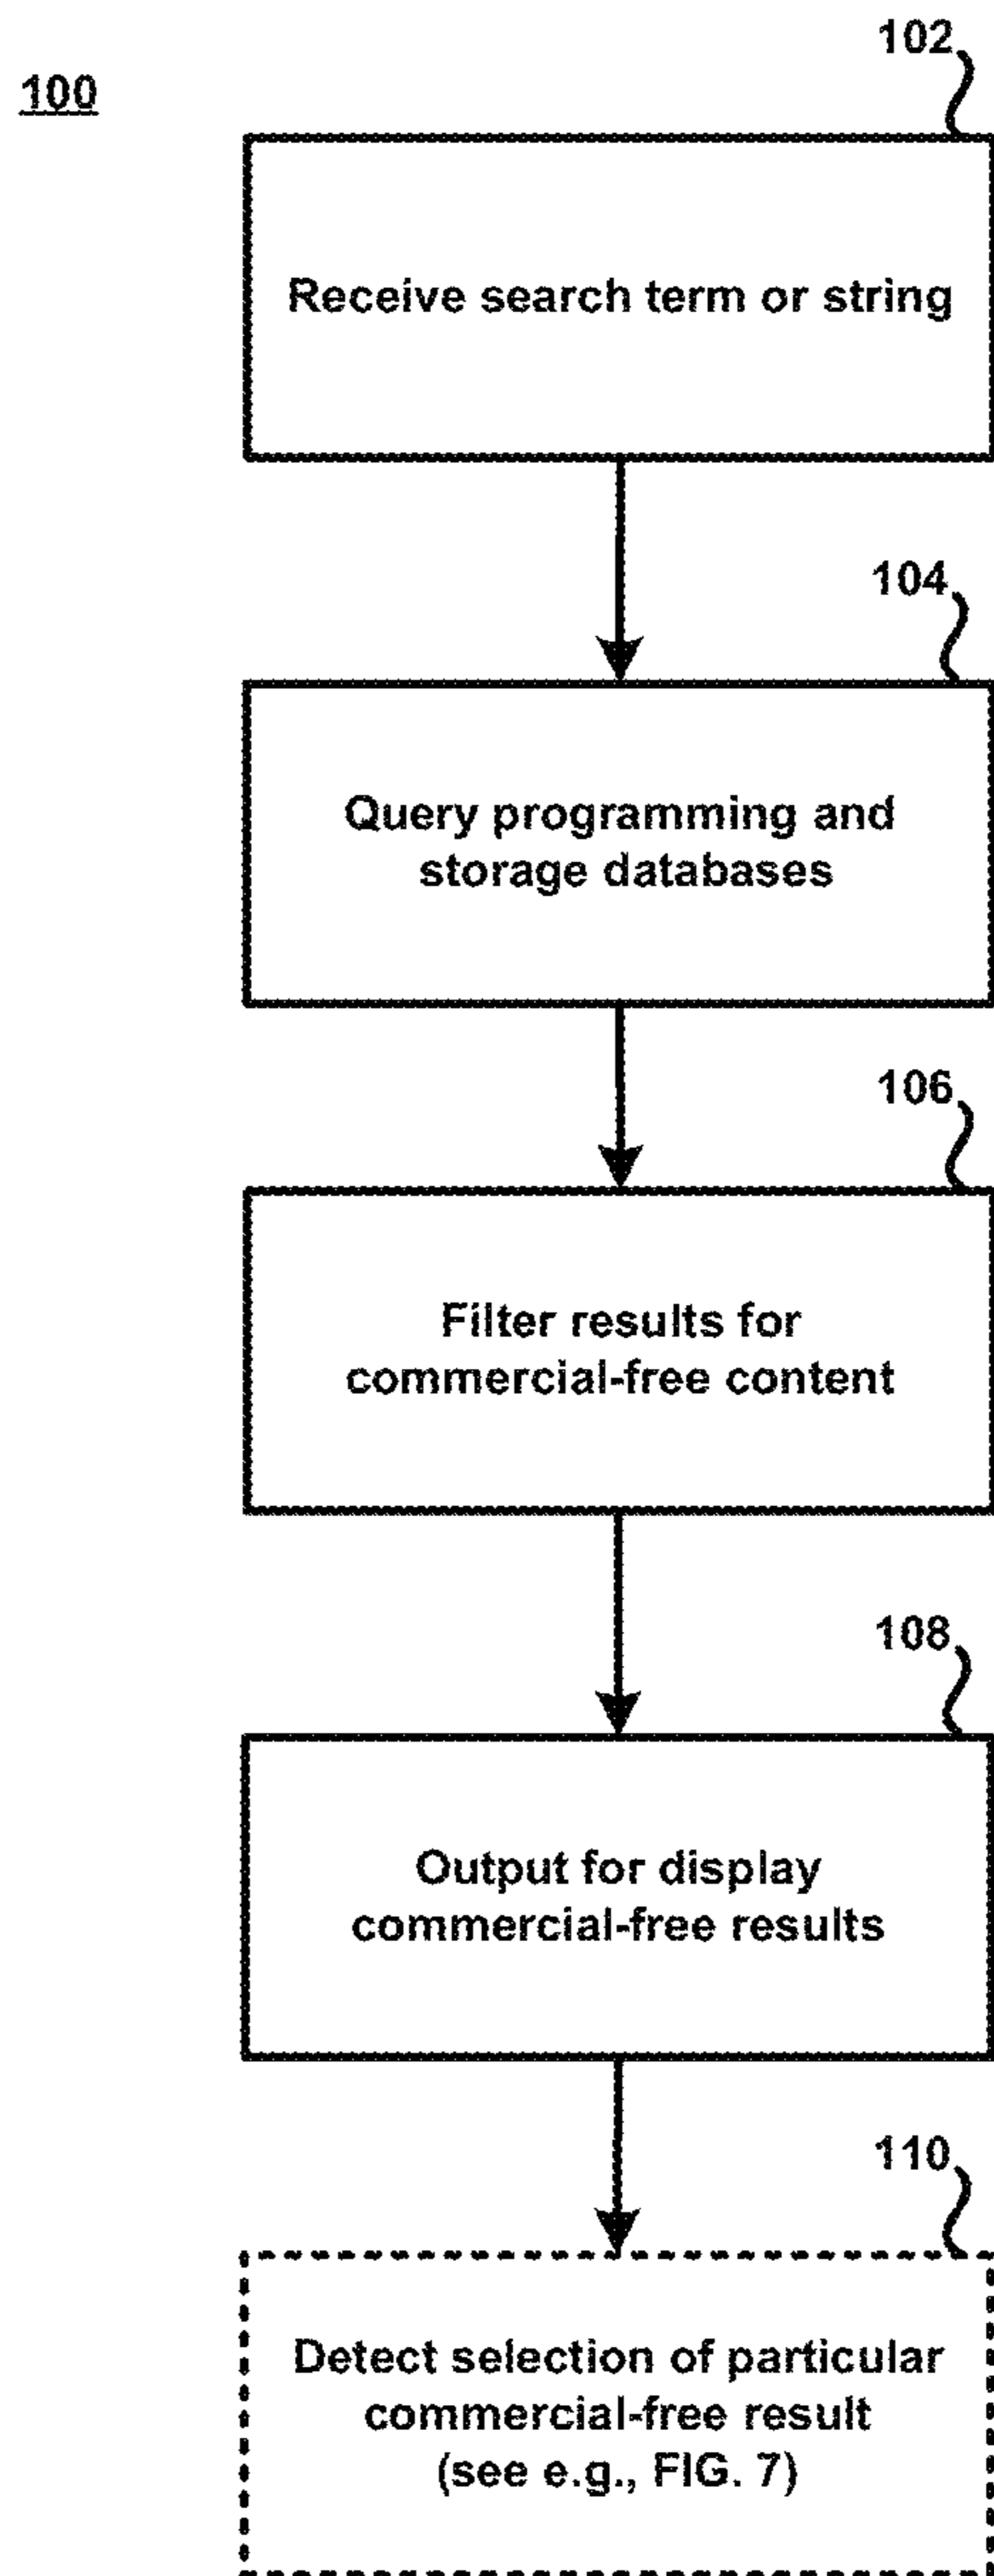 100
102
Receive search term or string
104
Query programming and
storage databases
106
Filter results for
commercial-free content
108
Output for display
commercial-free results
110
Detect selection of particular
commercial-free result
(see e.g., FIG. 7)